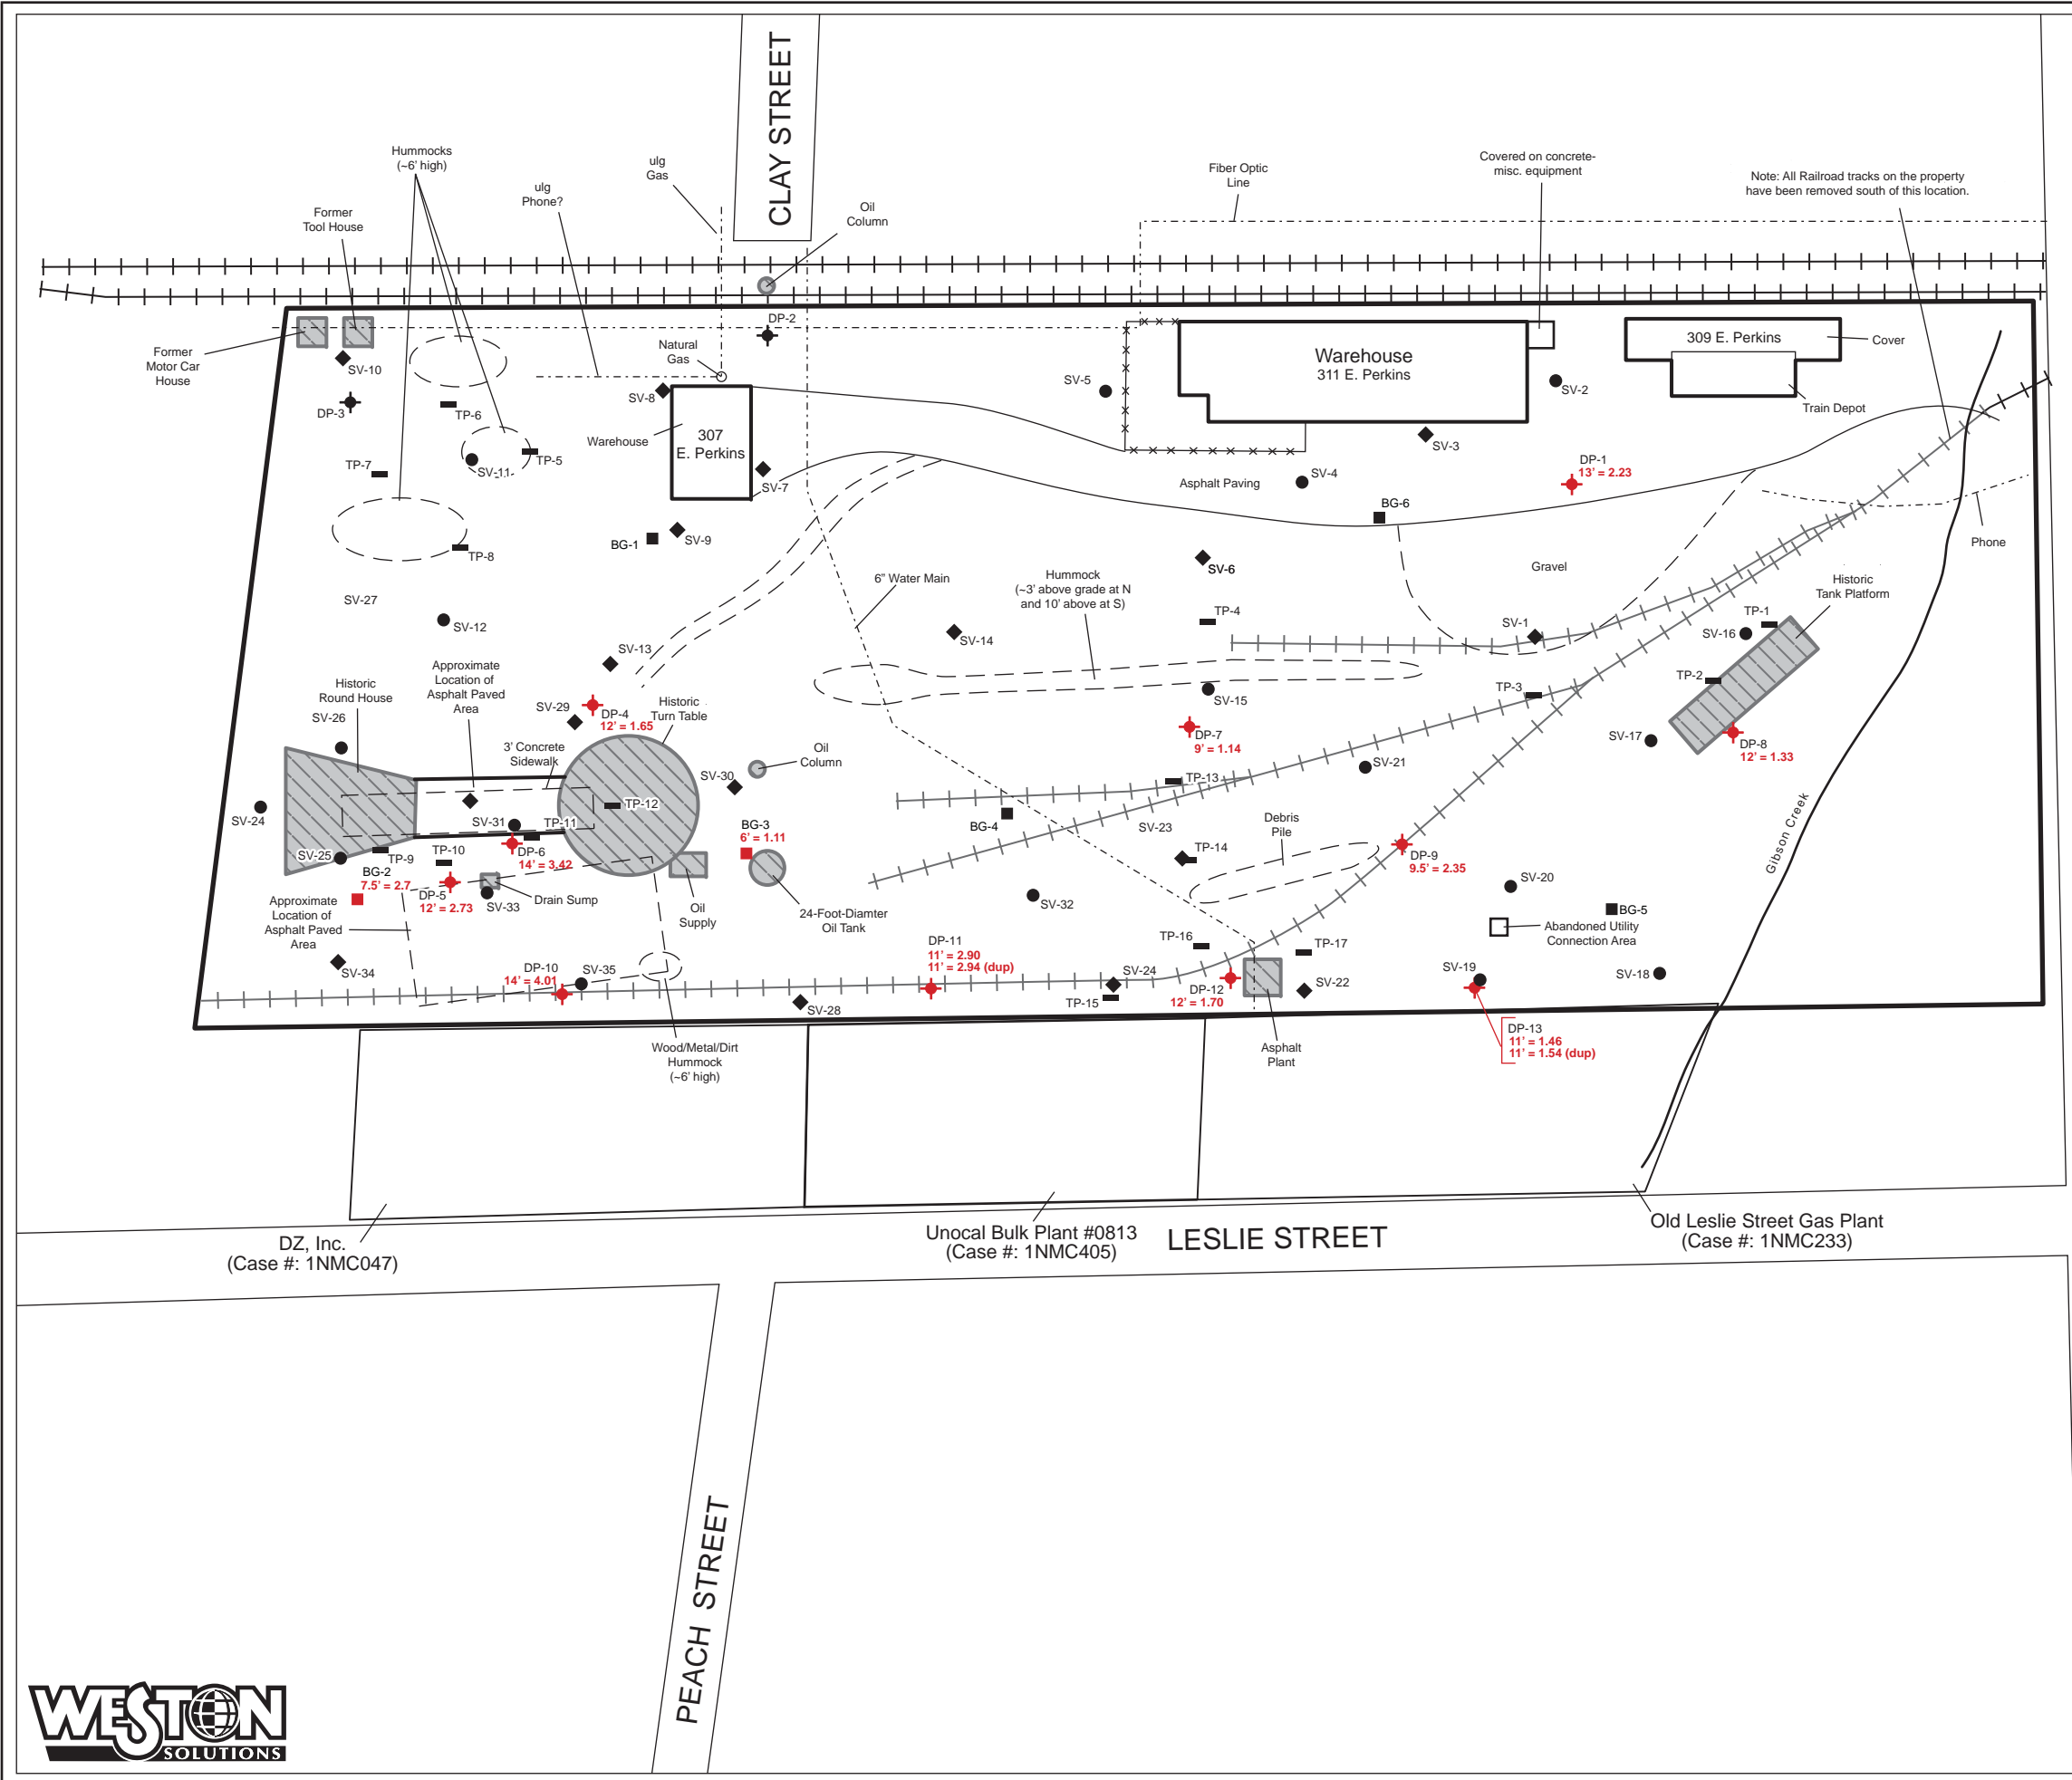 CLAY STREET
Hummocks
(~6' high)
ulg
Gas
ulg
Phone?
Former
Tool House
Oil
Column
Fiber Optic
Line
Covered on concrete-
misc. equipment
Note: All Railroad tracks on the property
have been removed south of this location.
Former
Motor Car
House
SV-10
DP-3
TP-6
TP-7
SV-11
TP-5
TP-8
Natural
Gas
DP-2
SV-8
Warehouse
307
E. Perkins
SV-7
BG-1
SV-9
SV-5
Warehouse
311 E. Perkins
SV-2
SV-3
309 E. Perkins
Cover
Train Depot
SV-4
Asphalt Paving
DP-1
13' = 2.23
BG-6
Phone
Gravel
SV-6
Historic
Tank Platform
SV-27
SV-12
6" Water Main
Hummock
(~3' above grade at N
and 10' above at S)
TP-4
SV-14
SV-1
TP-1
SV-16
SV-13
Approximate
Location of
Asphalt Paved
Area
Historic
Round House
SV-26
SV-29
DP-4
12' = 1.65
Historic
Turn Table
TP-2
TP-3
SV-15
DP-7
9' = 1.14
SV-17
DP-8
12' = 1.33
3' Concrete
Sidewalk
SV-30
Oil
Column
TP-13
SV-21
SV-24
SV-31
TP-11
TP-12
BG-3
6' = 1.11
BG-4
SV-23
Debris
Pile
Gibson Creek
SV-25
TP-9
TP-10
DP-6
14' = 3.42
TP-14
DP-9
9.5' = 2.35
BG-2
7.5' = 2.7
DP-5
12' = 2.73
SV-33
Drain Sump
Oil
Supply
24-Foot-Diamter
Oil Tank
SV-32
SV-20
BG-5
Abandoned Utility
Connection Area
Approximate
Location of
Asphalt Paved
Area
SV-34
DP-10
14' = 4.01
SV-35
DP-11
11' = 2.90
11' = 2.94 (dup)
TP-16
TP-17
SV-24
TP-15
DP-12
12' = 1.70
SV-22
SV-19
SV-18
SV-28
Wood/Metal/Dirt
Hummock
(~6' high)
Asphalt
Plant
DP-13
11' = 1.46
11' = 1.54 (dup)
DZ, Inc.
(Case #: 1NMC047)
Unocal Bulk Plant #0813
(Case #: 1NMC405)
LESLIE STREET
Old Leslie Street Gas Plant
(Case #: 1NMC233)
PEACH STREET
WESTON
SOLUTIONS